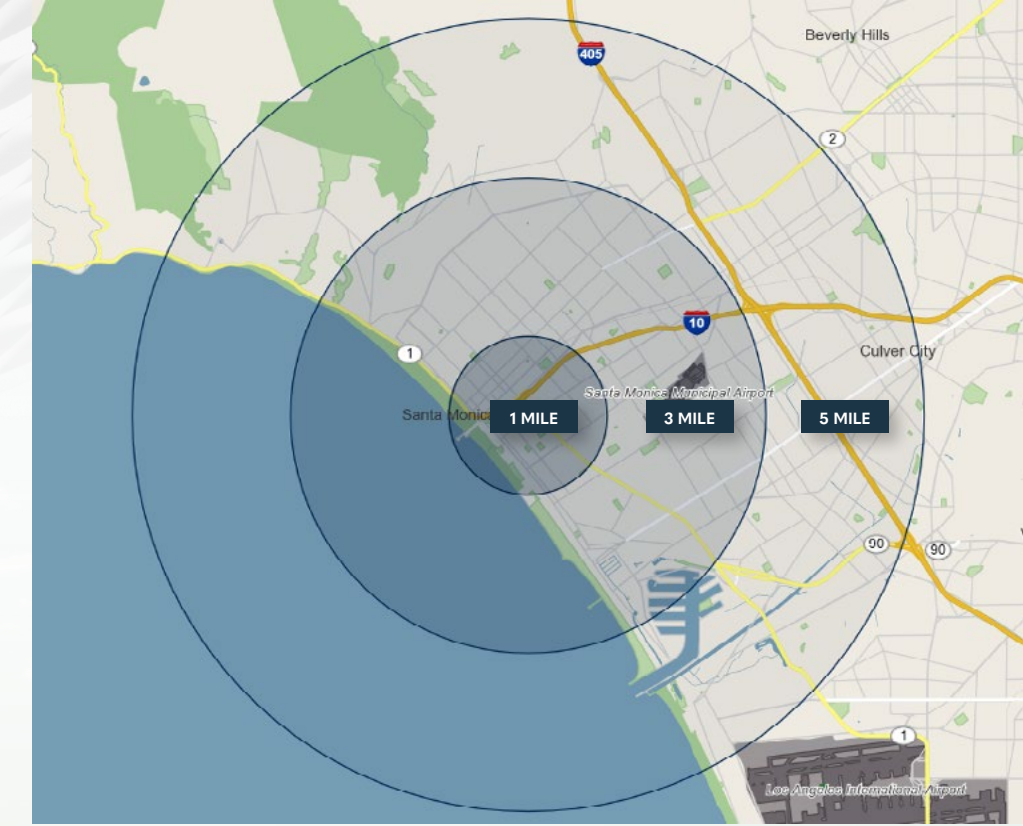 Beverly Hills
405
2
10
1
Culver City
Santa Monica Municipal Airport
Santa Monica
1 MILE
3 MILE
5 MILE
90
90
1
Los Angeles International Airport